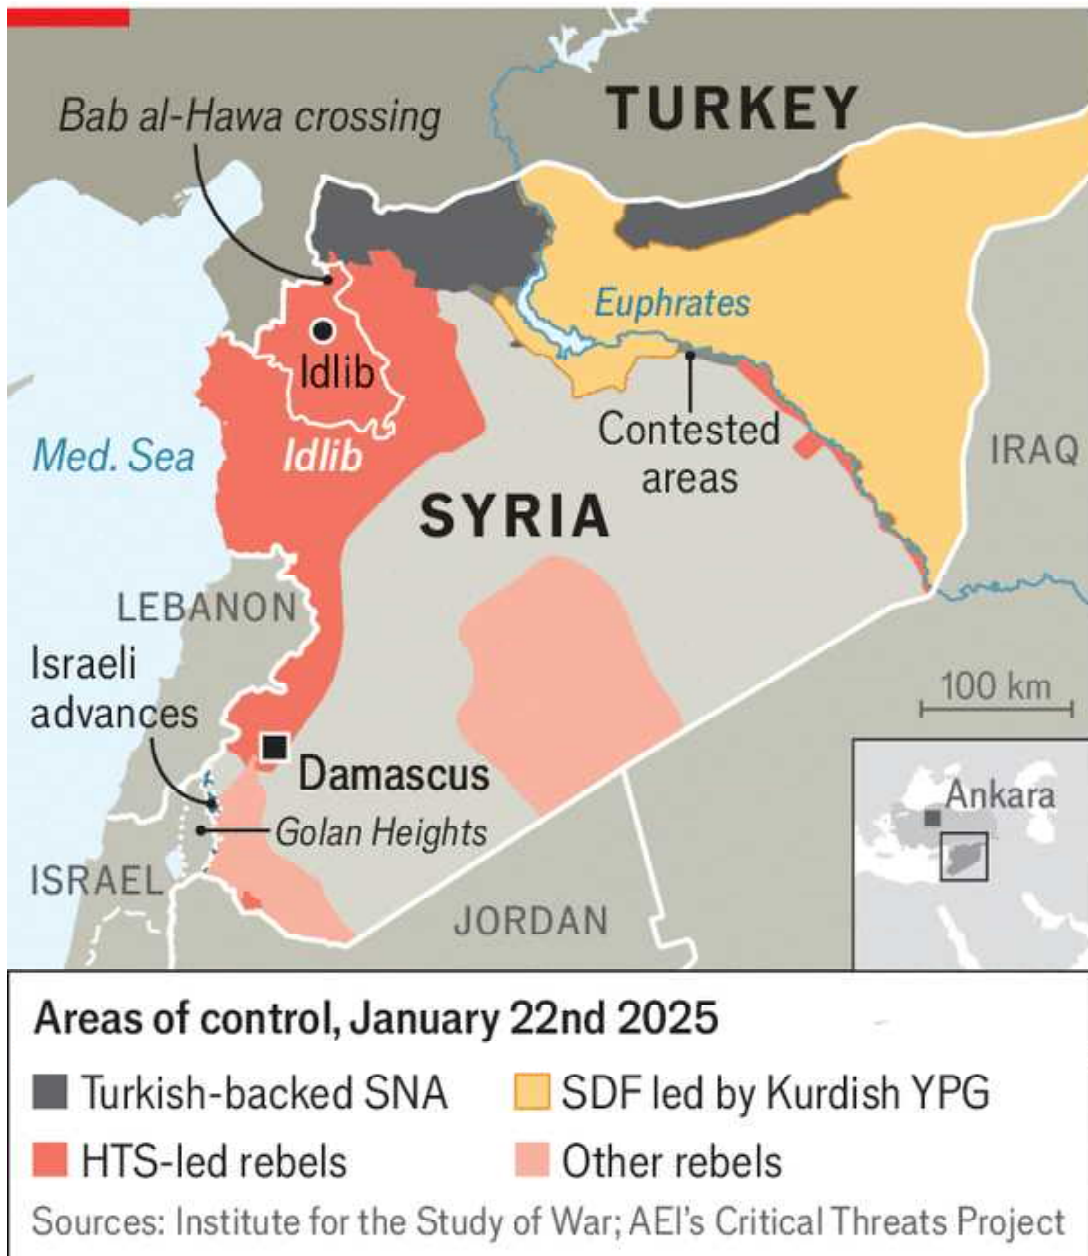 TURKEY
Bab al-Hawa crossing
Euphrates
Idlib
Contested
areas
Med. Sea
Idlib
IRAQ
SYRIA
LEBANON
Israeli
advances
100 km
Damascus
Ankara
Golan Heights
ISRAEL
JORDAN
Areas of control, January 22nd 2025
Turkish-backed SNA
SDF led by Kurdish YPG
HTS-led rebels
Other rebels
Sources: Institute for the Study of War; AEI's Critical Threats Project